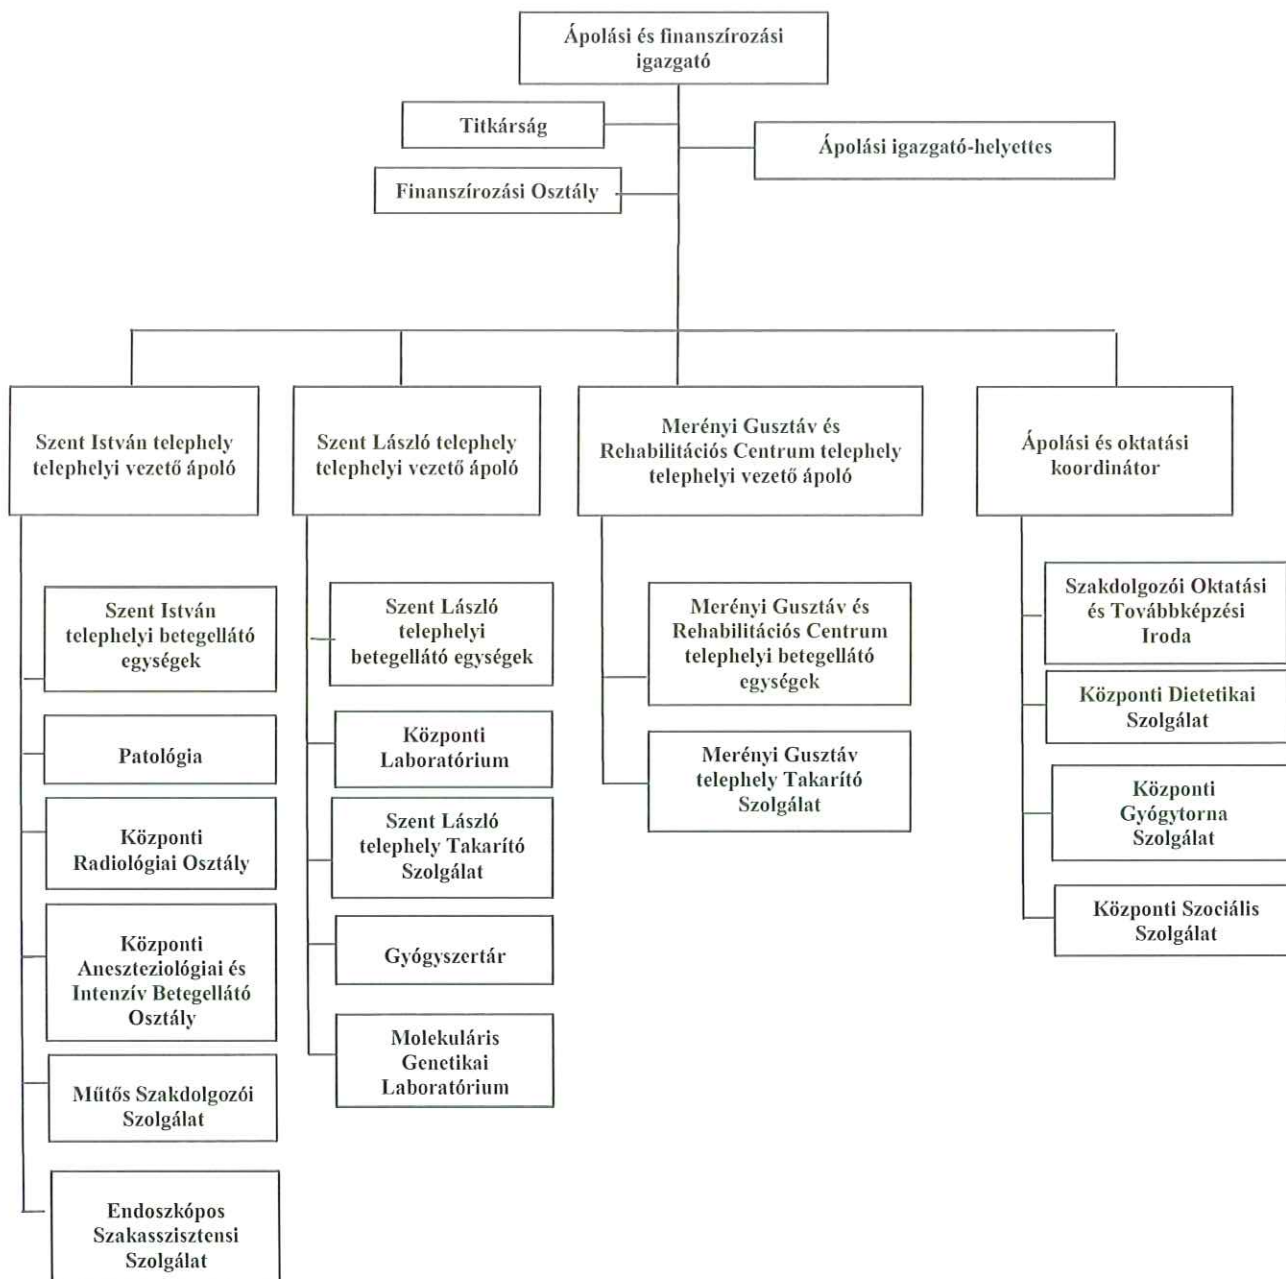 Ápolási és finanszírozási
igazgató
Titkárság
Ápolási igazgató-helyettes
Finanszírozási Osztály
Szent István telephely
telephelyi vezető ápoló
Szent László telephely
telephelyi vezető ápoló
Merényi Gusztáv és
Rehabilitációs Centrum telephely
telephelyi vezető ápoló
Ápolási és oktatási
koordinátor
Szent István
telephelyi betegellátó
egységek
Patológia
Központi
Radiológiai Osztály
Központi
Aneszteziológiai és
Intenzív Betegellátó
Osztály
Műtős Szakdolgozói
Szolgálat
Endoszkópos
Szakasszisztensi
Szolgálat
Szent László
telephelyi
betegellátó egységek
Központi
Laboratórium
Szent László
telephely Takarító
Szolgálat
Gyógyszertár
Molekuláris
Genetikai
Laboratórium
Merényi Gusztáv és
Rehabilitációs Centrum
telephelyi betegellátó
egységek
Merényi Gusztáv
telephely Takarító
Szolgálat
Szakdolgozói Oktatási
és Továbbképzési
Iroda
Központi Dietetikai
Szolgálat
Központi
Gyógytorna
Szolgálat
Központi Szociális
Szolgálat